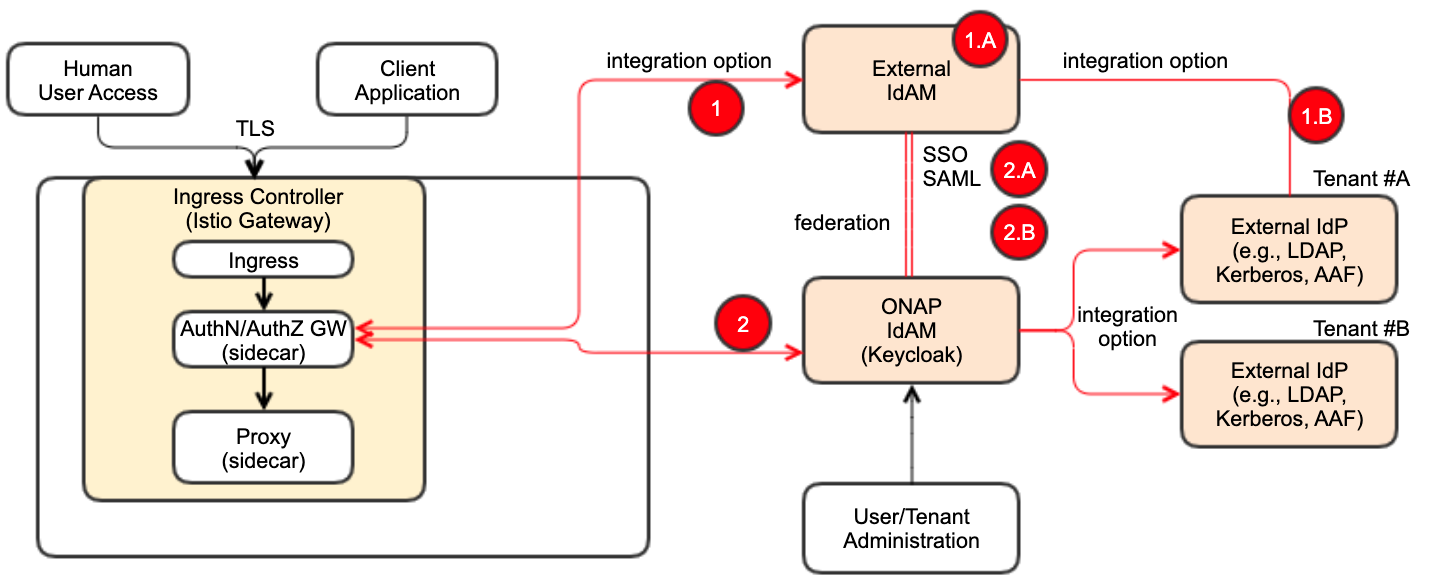 Human
User Access
Client
Application
TLS
Ingress Controller
(Istio Gateway)
Ingress
AuthN/AuthZ GW
(sidecar)
Proxy
(sidecar)
integration option
1
External
IdAM
1.A
integration option
1.B
SSO
SAML
2.A
2.B
federation
2
ONAP
IdAM
(Keycloak)
integration
option
Tenant #A
External IdP
(e.g., LDAP,
Kerberos, AAF)
Tenant #B
External IdP
(e.g., LDAP,
Kerberos, AAF)
User/Tenant
Administration